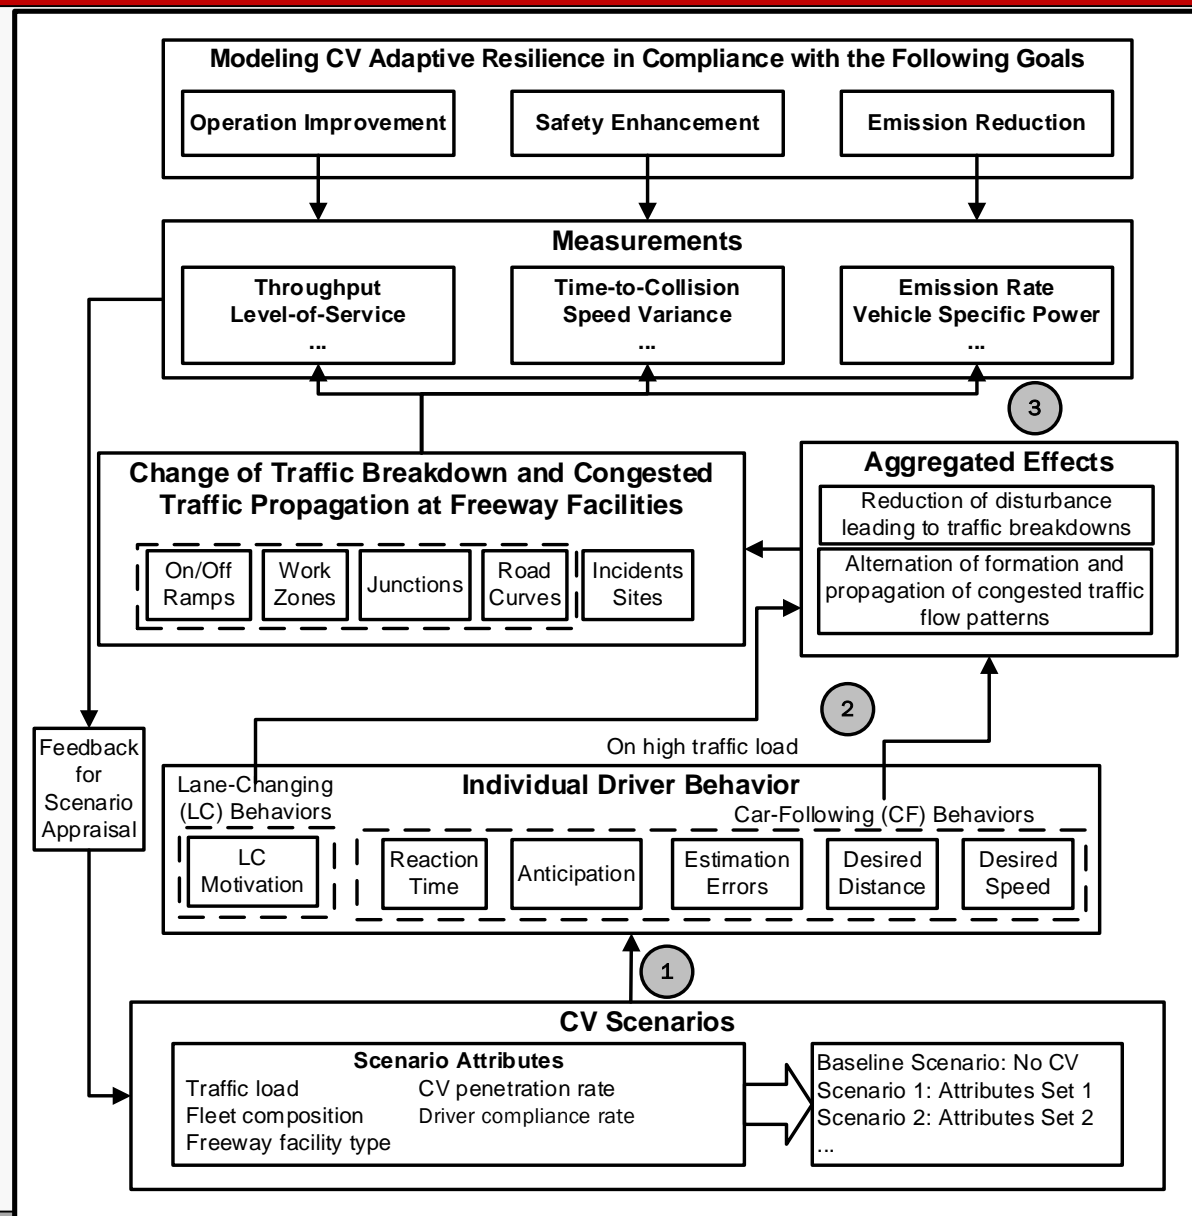 Modeling CV Adaptive Resilience in Compliance with the Following Goals
Operation Improvement
Safety Enhancement
Emission Reduction
Measurements
Throughput
Level-of-Service
...
Time-to-Collision
Speed Variance
...
Emission Rate
Vehicle Specific Power
...
3
Change of Traffic Breakdown and Congested
Traffic Propagation at Freeway Facilities
On/Off
Ramps
Work
Zones
Junctions
Road
Curves
Incidents
Sites
Aggregated Effects
Reduction of disturbance
leading to traffic breakdowns
Alternation of formation and
propagation of congested traffic
flow patterns
2
On high traffic load
Feedback
for
Scenario
Appraisal
Individual Driver Behavior
Lane-Changing
(LC) Behaviors
LC
Motivation
Car-Following (CF) Behaviors
Reaction
Time
Anticipation
Estimation
Errors
Desired
Distance
Desired
Speed
1
CV Scenarios
Scenario Attributes
Traffic load
Fleet composition
Freeway facility type
CV penetration rate
Driver compliance rate
Baseline Scenario: No CV
Scenario 1: Attributes Set 1
Scenario 2: Attributes Set 2
...